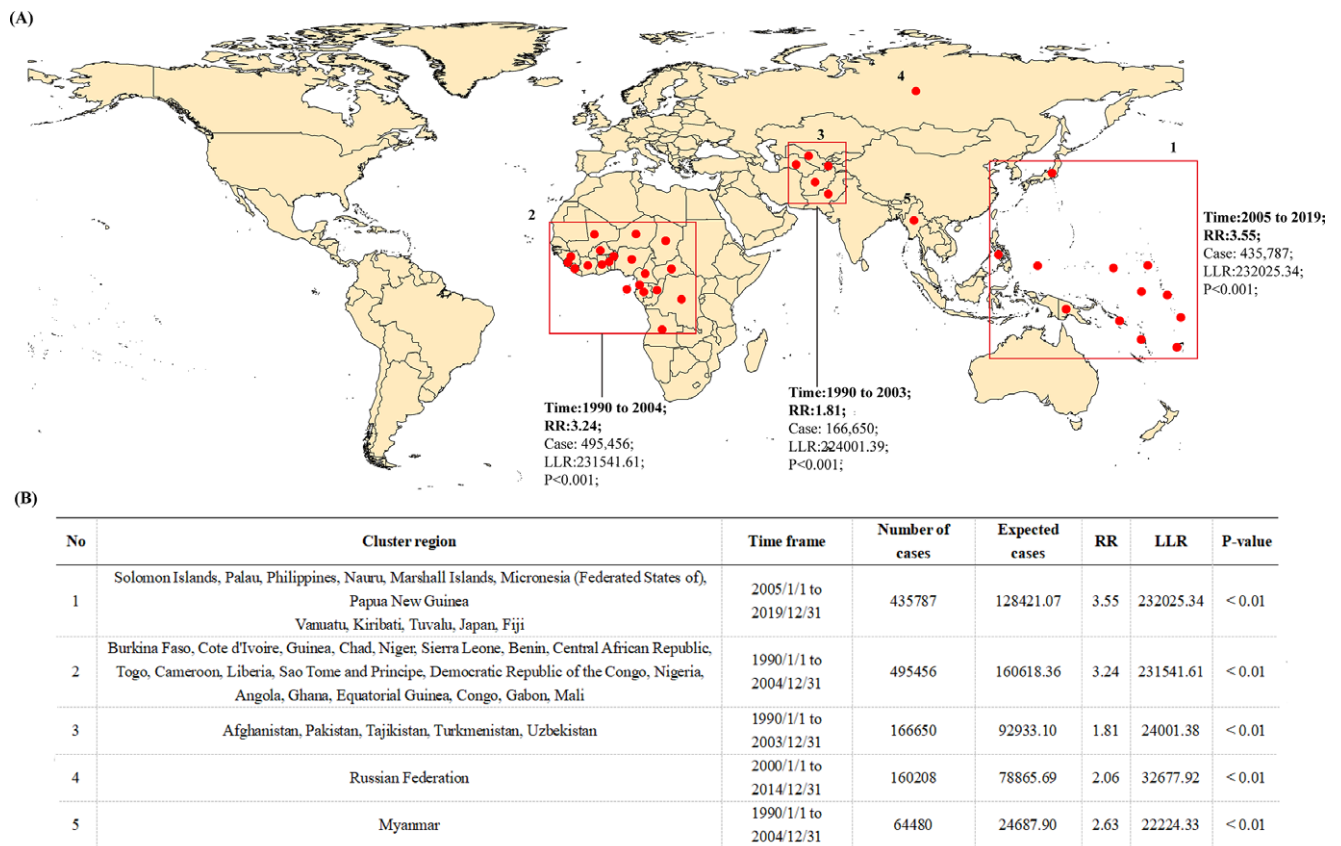 (A)
4
3
1
2
5
Time:2005 to 2019;
RR:3.55;
Case: 435,787;
LLR:232025.34;
P<0.001;
Time:1990 to 2004;
RR:3.24;
Case: 495,456;
LLR:231541.61;
P<0.001;
Time:1990 to 2003;
RR:1.81;
Case: 166,650;
LLR:224001.39;
P<0.001;
(B)
No Cluster region Time frame Number of cases Expected cases RR LLR P-value
Solomon Islands, Palau, Philippines, Nauru, Marshall Islands, Micronesia (Federated States of),
Papua New Guinea
Vanuatu, Kiribati, Tuvalu, Japan, Fiji
1 2005/1/1 to 2019/12/31 435787 128421.07 3.55 232025.34 < 0.01
Burkina Faso, Cote d'Ivoire, Guinea, Chad, Niger, Sierra Leone, Benin, Central African Republic,
Togo, Cameroon, Liberia, Sao Tome and Principe, Democratic Republic of the Congo, Nigeria,
Angola, Ghana, Equatorial Guinea, Congo, Gabon, Mali
2 1990/1/1 to 2004/12/31 495456 160618.36 3.24 231541.61 < 0.01
3 Afghanistan, Pakistan, Tajikistan, Turkmenistan, Uzbekistan 1990/1/1 to 2003/12/31 166650 92933.10 1.81 24001.38 < 0.01
4 Russian Federation 2000/1/1 to 2014/12/31 160208 78865.69 2.06 32677.92 < 0.01
5 Myanmar 1990/1/1 to 2004/12/31 64480 24687.90 2.63 22224.33 < 0.01